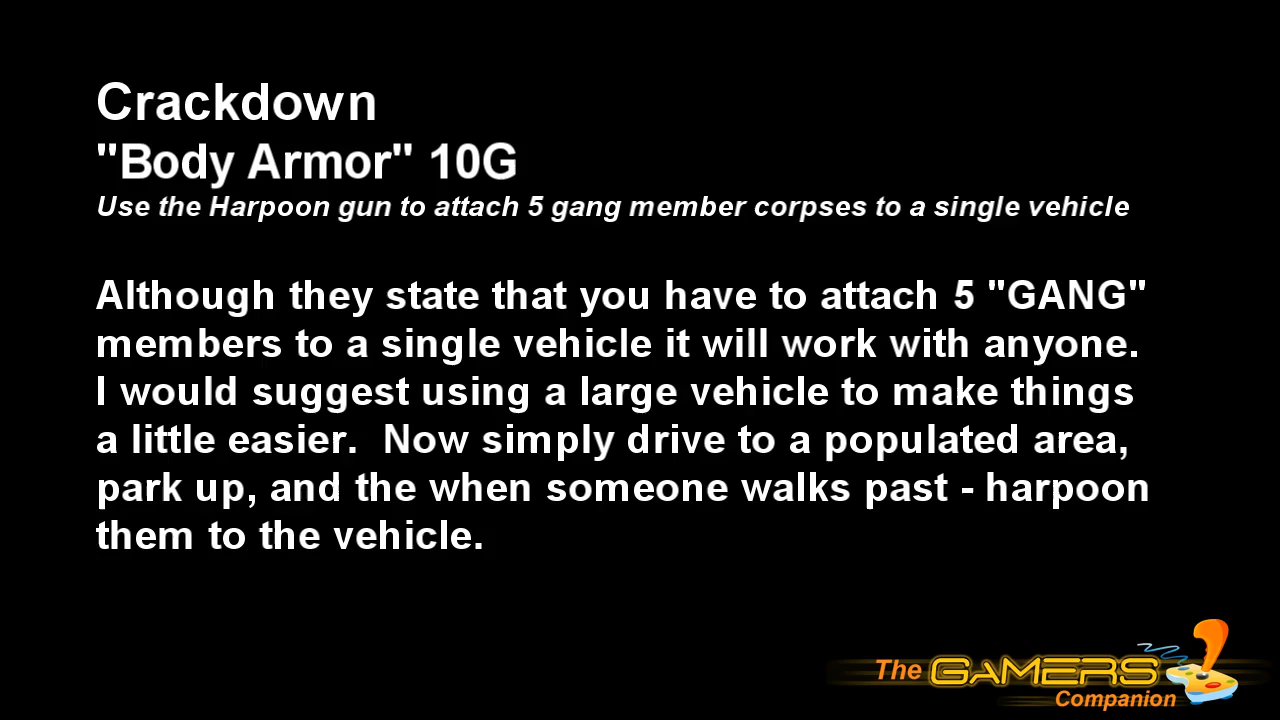 Crackdown
"Body Armor" 10G
Use the Harpoon gun to attach 5 gang member corpses to a single vehicle
Although they state that you have to attach 5 "GANG"
members to a single vehicle it will work with anyone.
I would suggest using a large vehicle to make things
a little easier.  Now simply drive to a populated area,
park up, and the when someone walks past - harpoon
them to the vehicle.
The GAMERS
Companion